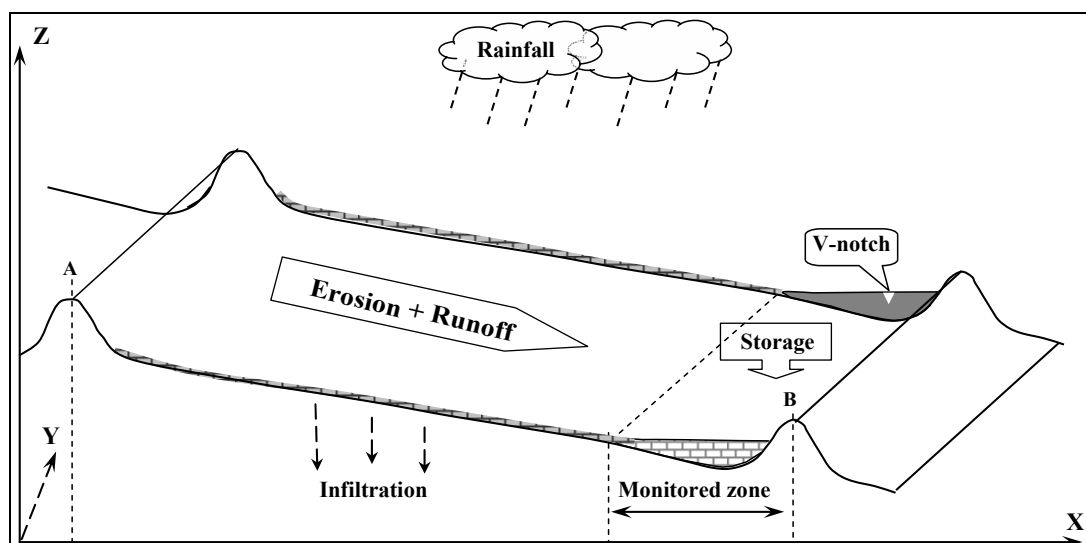 Z
Rainfall
V-notch
A
Erosion + Runoff
Storage
B
Y
Infiltration
Monitored zone
X